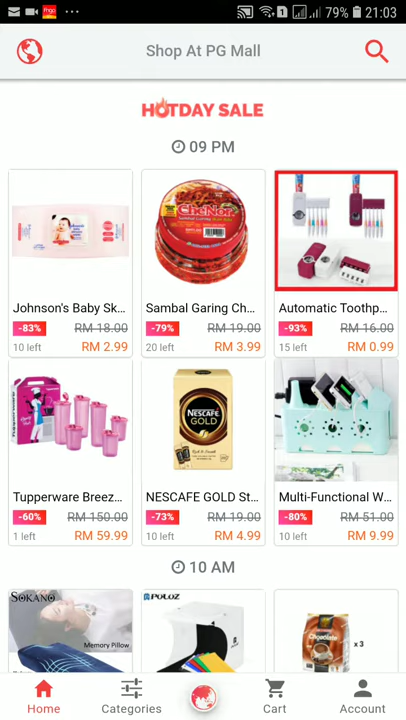 79% 21:03
Shop At PG Mall
HOTDAY SALE
09 PM
Johnson's Baby Sk...
-83% RM 18.00
10 left RM 2.99
CheNor
Sambal Garing Ch...
-79% RM 19.00
20 left RM 3.99
Automatic Toothp...
-93% RM 16.00
15 left RM 0.99
Tupperware Breez...
-60% RM 150.00
1 left RM 59.99
NESCAFÉ
GOLD
NESCAFE GOLD St...
-73% RM 19.00
10 left RM 4.99
Multi-Functional W...
-80% RM 51.00
10 left RM 9.99
10 AM
SOKANO
Memory Pillow
PULUZ
Chocolate
x 3
Home
Categories
Cart
Account